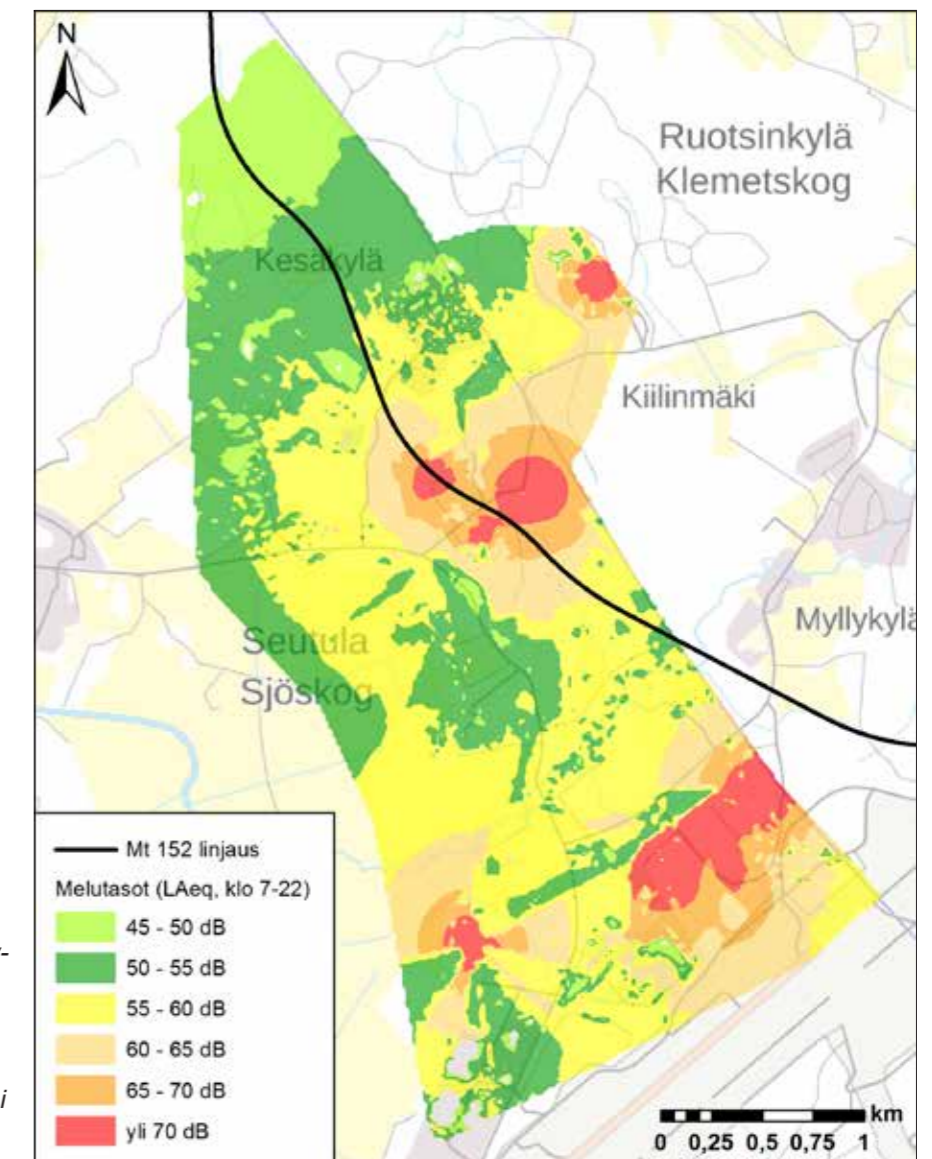 N
Ruotsinkylä
Klemetskog
Kesäkylä
Kiilinmäki
Myllykylä
Seutula
Sjöskog
Mt 152 linjaus
Melutasot (LAeq, klo 7-22)
45 - 50 dB
50 - 55 dB
55 - 60 dB
60 - 65 dB
65 - 70 dB
yli 70 dB
km
0 0,25 0,5 0,75 1
-
i